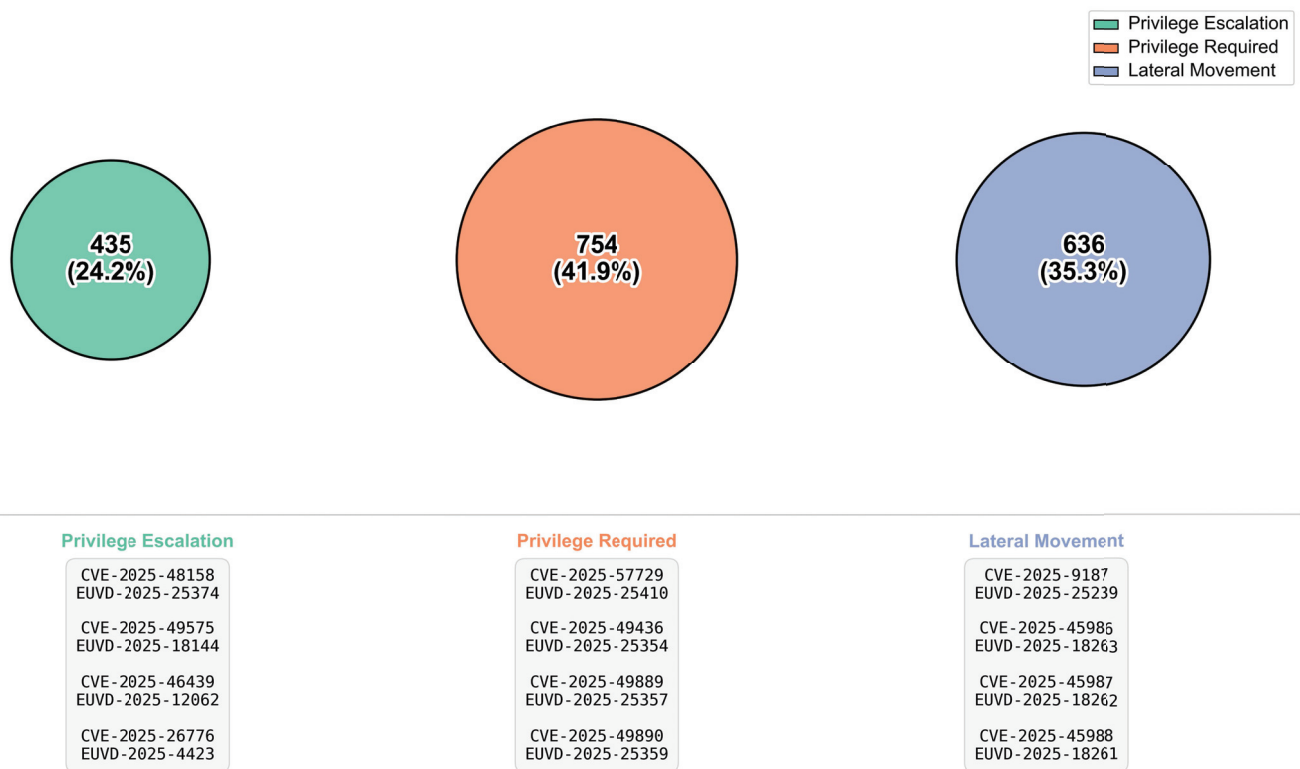 Privilege Escalation
Privilege Required
Lateral Movement
435
(24.2%)
754
(41.9%)
636
(35.3%)
Privilege Escalation
CVE-2025-48158
EUVD-2025-25374
CVE-2025-49575
EUVD-2025-18144
CVE-2025-46439
EUVD-2025-12062
CVE-2025-26776
EUVD-2025-4423
Privilege Required
CVE-2025-57729
EUVD-2025-25410
CVE-2025-49436
EUVD-2025-25354
CVE-2025-49889
EUVD-2025-25357
CVE-2025-49890
EUVD-2025-25359
Lateral Movement
CVE-2025-9187
EUVD-2025-25239
CVE-2025-45986
EUVD-2025-18263
CVE-2025-45987
EUVD-2025-18262
CVE-2025-45988
EUVD-2025-18261